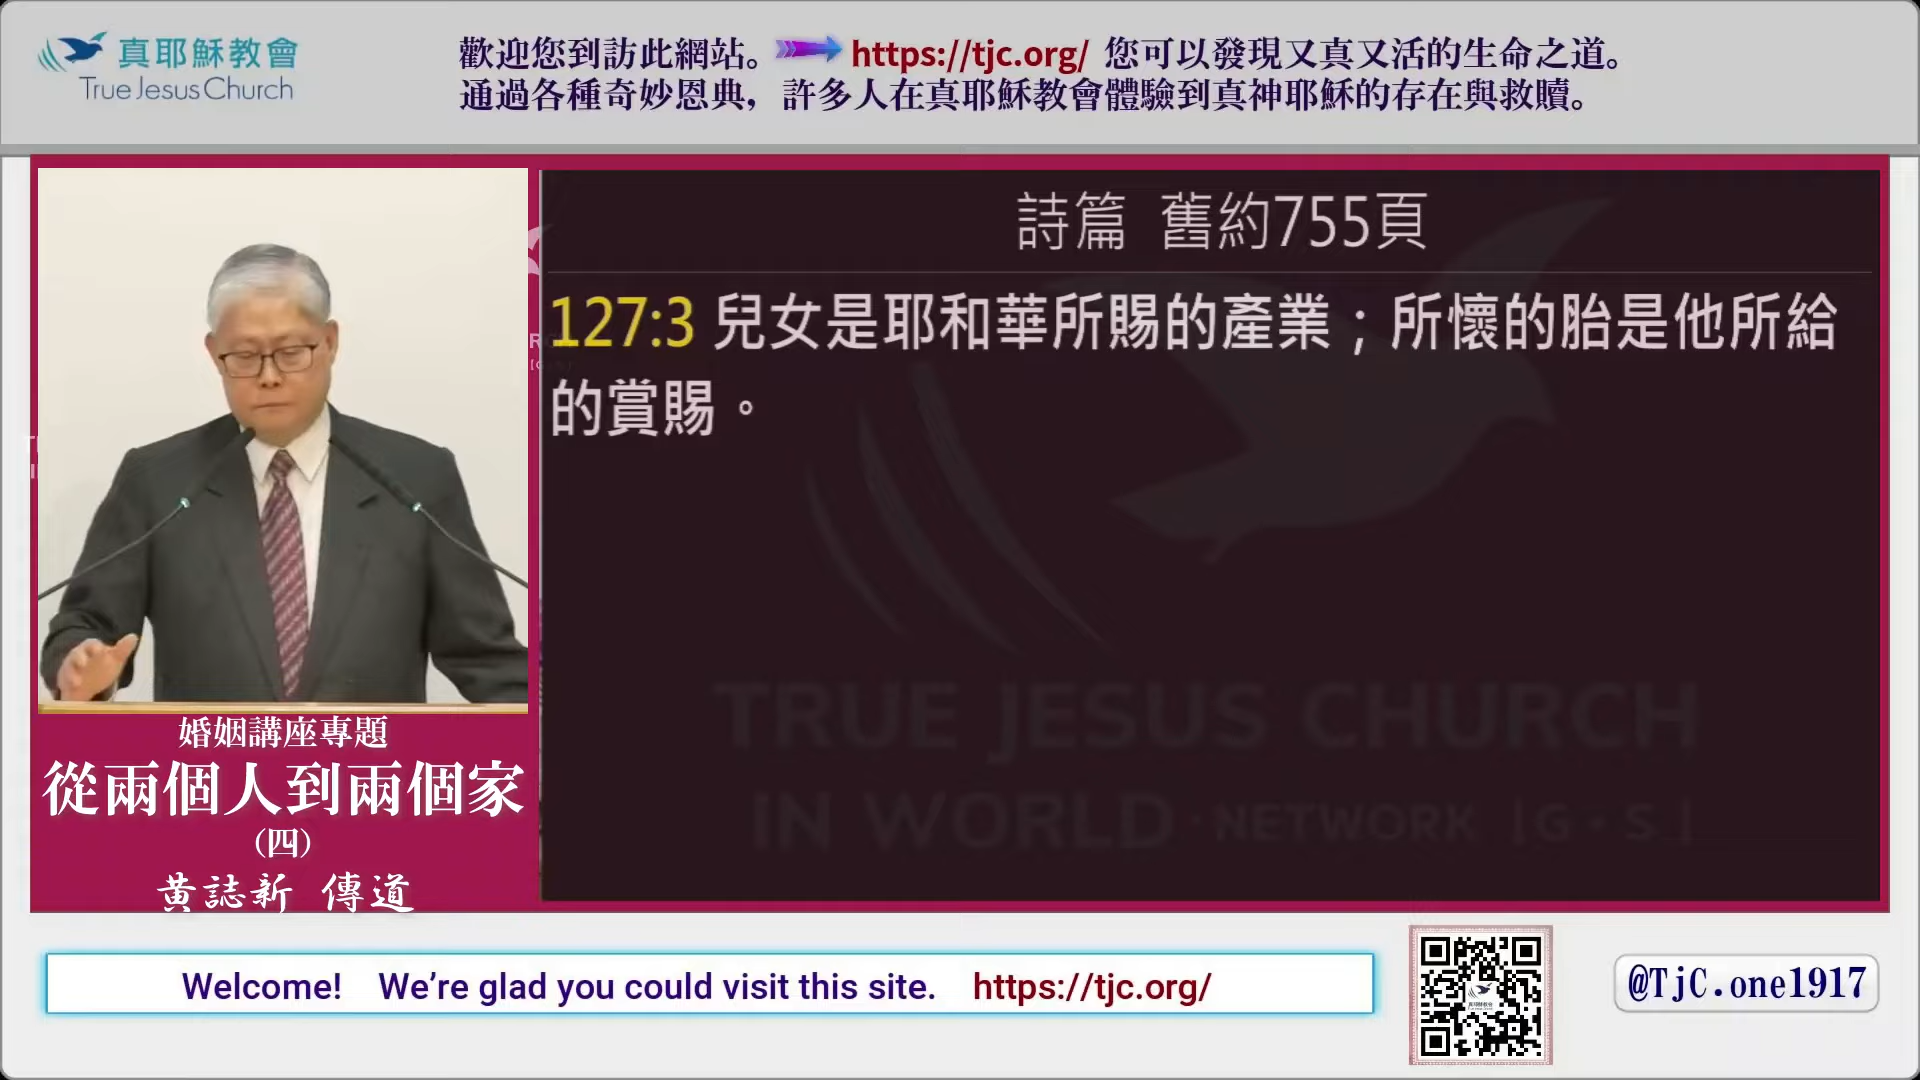 真耶穌教會
True Jesus Church
歡迎您到訪此網站。 https://tjc.org/ 您可以發現又真又活的生命之道。
通過各種奇妙恩典，許多人在真耶穌教會體驗到真神耶穌的存在與救贖。
詩篇 舊約755頁
127:3 兒女是耶和華所賜的產業；所懷的胎是他所給
的賞賜。
TRUE JESUS CHURCH
IN WORLD · NETWORK [G · S]
婚姻講座專題
從兩個人到兩個家
(四)
黄誌新 傳道
Welcome! We’re glad you could visit this site. https://tjc.org/
@TjC.one1917